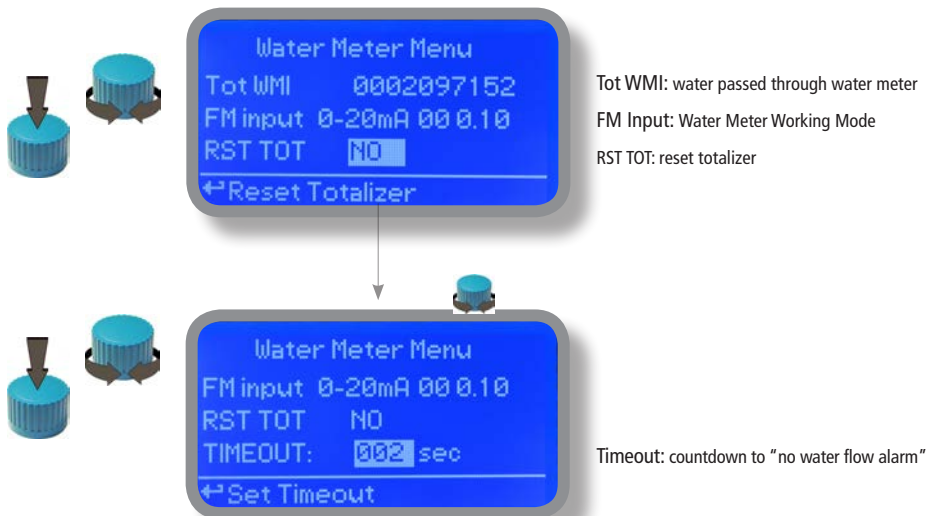 Water Meter Menu
Tot WMI 0002097152
FM input 0-20mA 00 0.10
RST TOT NO
↵Reset Totalizer
Tot WMI: water passed through water meter
FM Input: Water Meter Working Mode
RST TOT: reset totalizer
Water Meter Menu
FM input 0-20mA 00 0.10
RST TOT NO
TIMEOUT: 002 sec
↵Set Timeout
Timeout: countdown to "no water flow alarm"